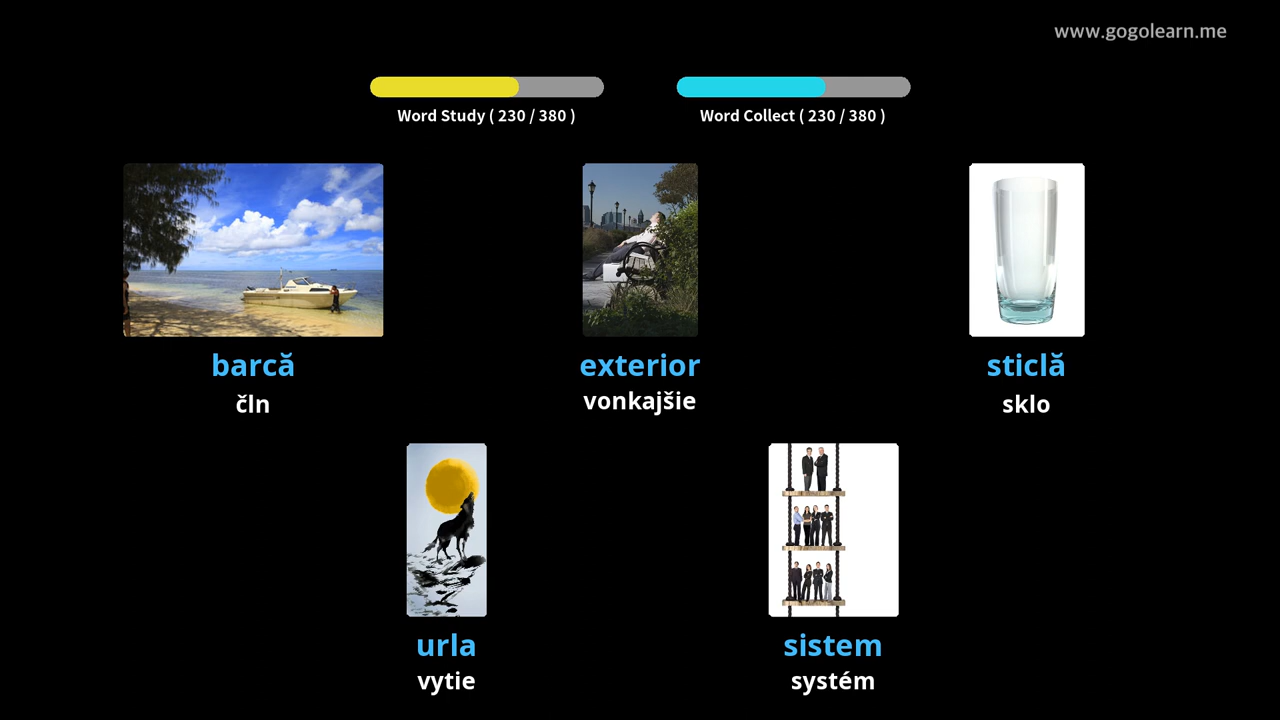 www.gogolearn.me
Word Study ( 230 / 380 )
Word Collect ( 230 / 380 )
barcă
exterior
sticlă
čln
vonkajšie
sklo
urla
sistem
vytie
systém